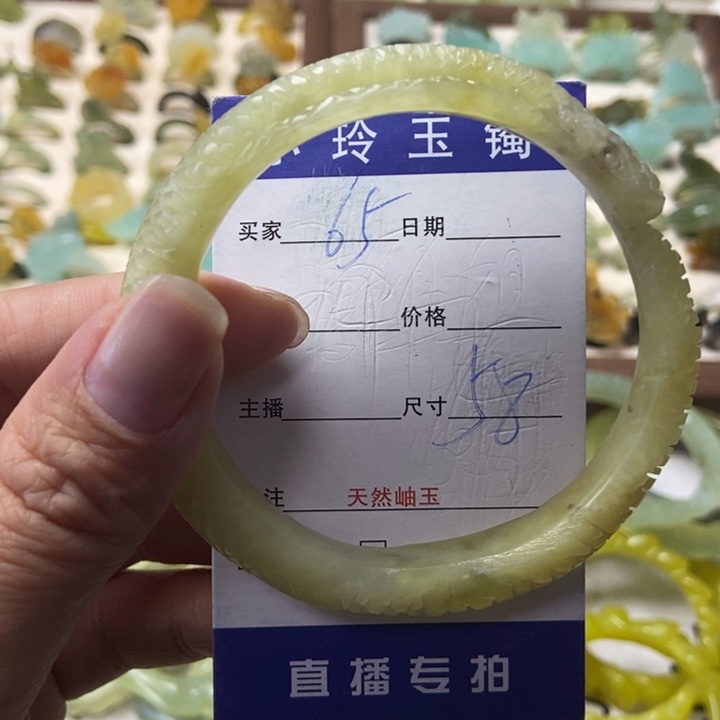 玲玉镯
买家 65 日期
价格
主播 尺寸 58
注 天然岫玉
直播专拍